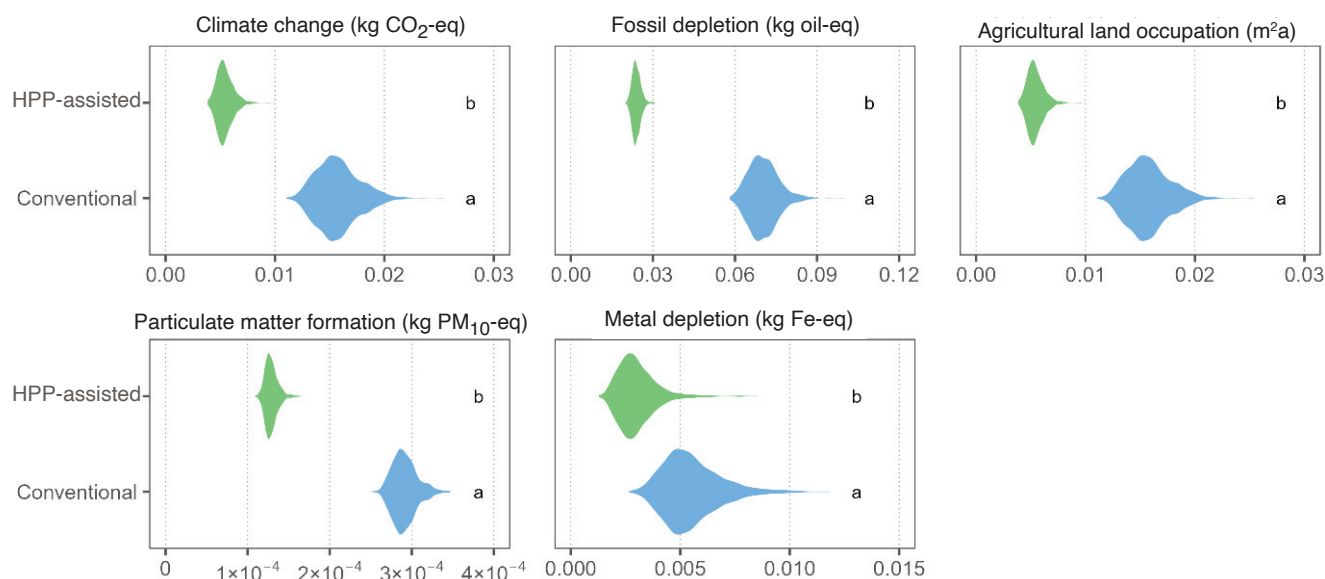 Climate change (kg CO₂-eq)
Fossil depletion (kg oil-eq)
Agricultural land occupation (m²a)
HPP-assisted
Conventional
b
a
b
a
b
a
0.00 0.01 0.02 0.03
0.00 0.03 0.06 0.09 0.12
0.00 0.01 0.02 0.03
Particulate matter formation (kg PM₁₀-eq)
Metal depletion (kg Fe-eq)
HPP-assisted
Conventional
b
a
b
a
0 1×10⁻⁴ 2×10⁻⁴ 3×10⁻⁴ 4×10⁻⁴
0.000 0.005 0.010 0.015